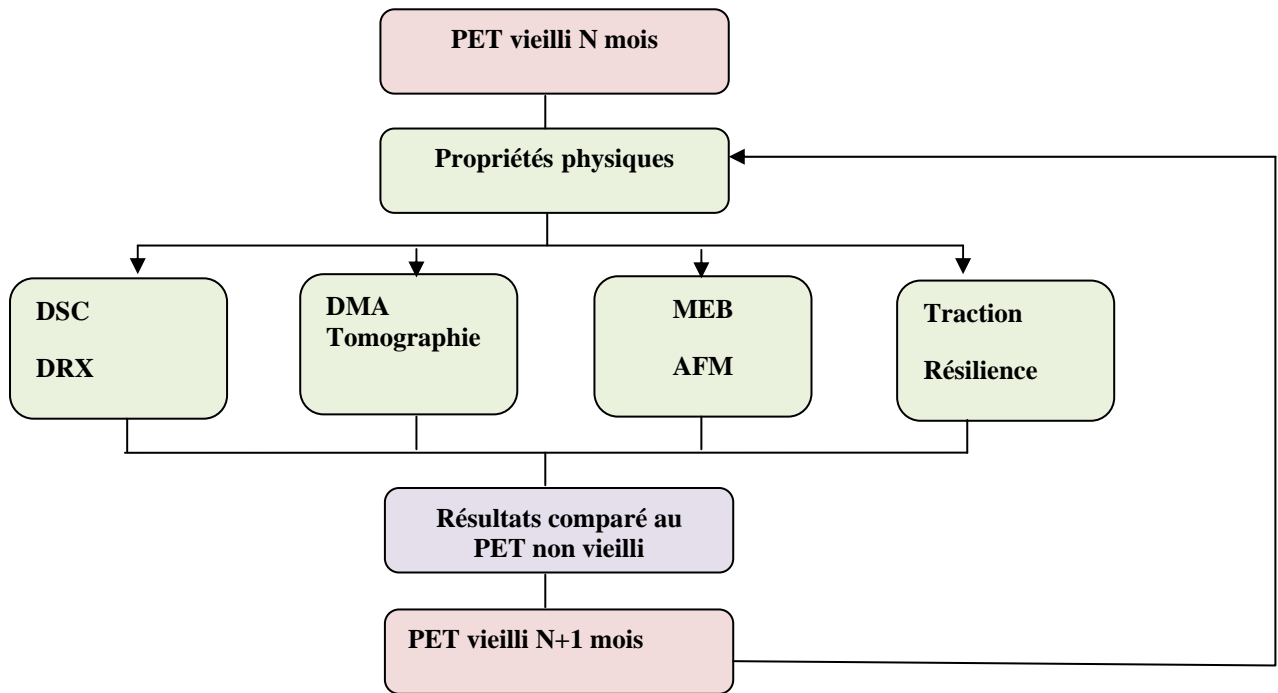 PET vieilli N mois
Propriétés physiques
DSC
DRX
DMA
Tomographie
MEB
AFM
Traction
Résilience
Résultats comparé au
PET non vieilli
PET vieilli N+1 mois